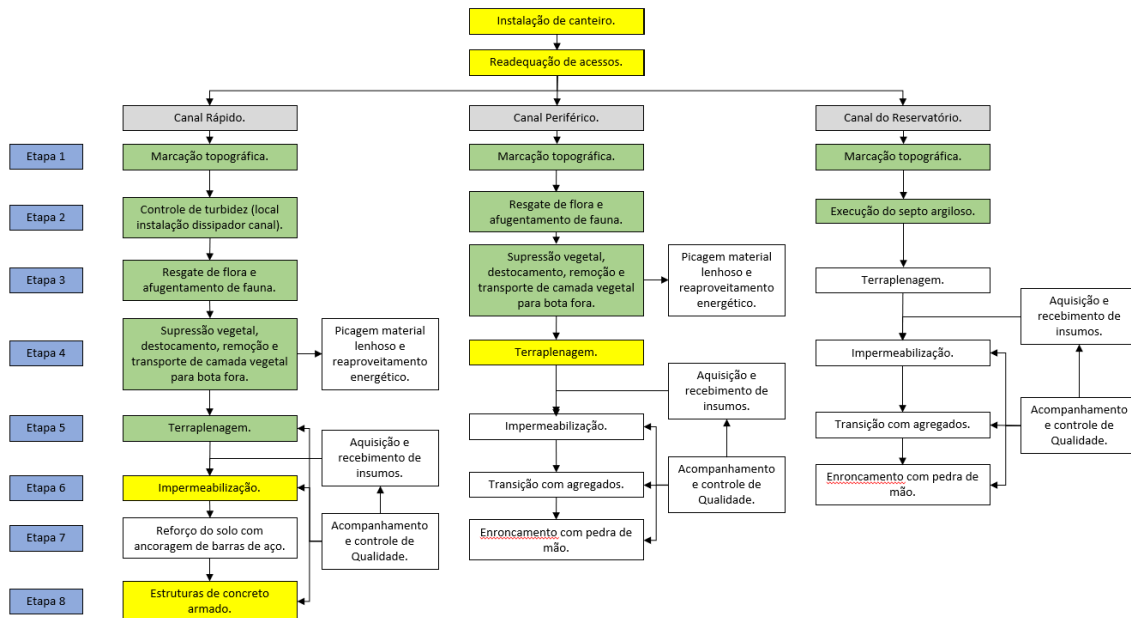 Instalação de canteiro.
Readequação de acessos.
Canal Rápido.
Canal Periférico.
Canal do Reservatório.
Etapa 1
Marcação topográfica.
Marcação topográfica.
Marcação topográfica.
Etapa 2
Controle de turbidez (local
instalação dissipador canal).
Resgate de flora e
afugentamento de fauna.
Execução do septo argiloso.
Etapa 3
Resgate de flora e
afugentamento de fauna.
Supressão vegetal,
destocamento, remoção e
transporte de camada vegetal
para bota fora.
Picagem material
lenhoso e
reaproveitamento
energético.
Terraplenagem.
Aquisição e
recebimento de
insumos.
Etapa 4
Supressão vegetal,
destocamento, remoção e
transporte de camada vegetal
para bota fora.
Picagem material
lenhoso e
reaproveitamento
energético.
Terraplenagem.
Impermeabilização.
Aquisição e
recebimento de
insumos.
Etapa 5
Terraplenagem.
Impermeabilização.
Transição com agregados.
Acompanhamento
e controle de
Qualidade.
Aquisição e
recebimento de
insumos.
Etapa 6
Impermeabilização.
Transição com agregados.
Acompanhamento
e controle de
Qualidade.
Enroncamento com pedra de
mão.
Etapa 7
Reforço do solo com
ancoragem de barras de aço.
Acompanhamento
e controle de
Qualidade.
Enroncamento com pedra de
mão.
Etapa 8
Estruturas de concreto
armado.